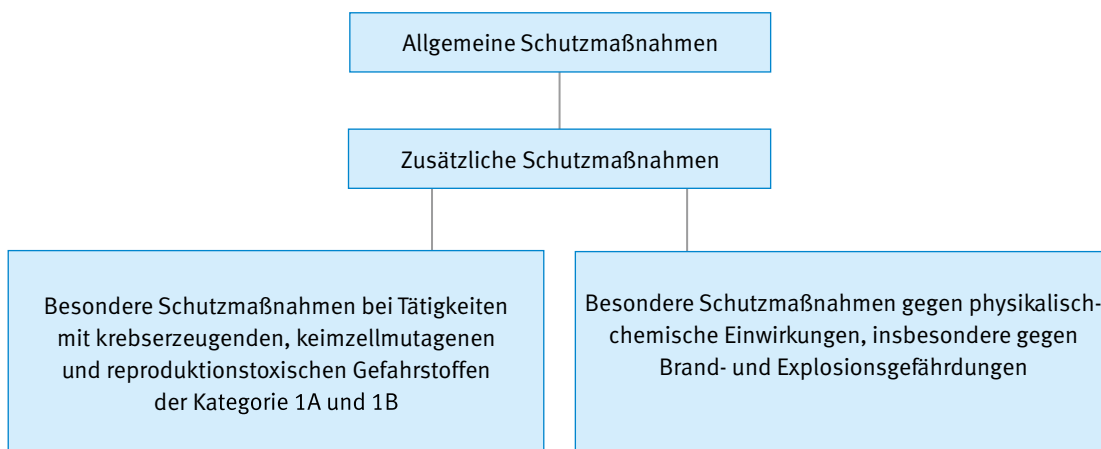 Allgemeine Schutzmaßnahmen
Zusätzliche Schutzmaßnahmen
Besondere Schutzmaßnahmen bei Tätigkeiten
mit krebserzeugenden, keimzellmutagenen
und reproduktionstoxischen Gefahrstoffen
der Kategorie 1A und 1B
Besondere Schutzmaßnahmen gegen physikalisch-
chemische Einwirkungen, insbesondere gegen
Brand- und Explosionsgefährdungen